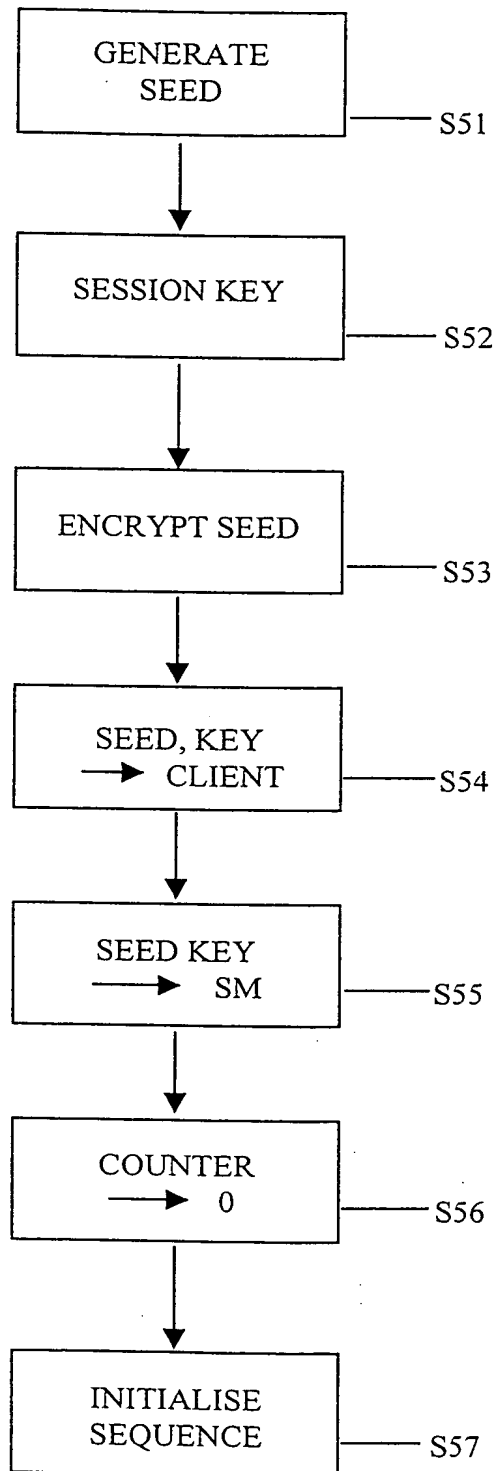 GENERATE
SEED
S51
SESSION KEY
S52
ENCRYPT SEED
S53
SEED, KEY
→ CLIENT
S54
SEED KEY
→ SM
S55
COUNTER
→ 0
S56
INITIALISE
SEQUENCE
S57